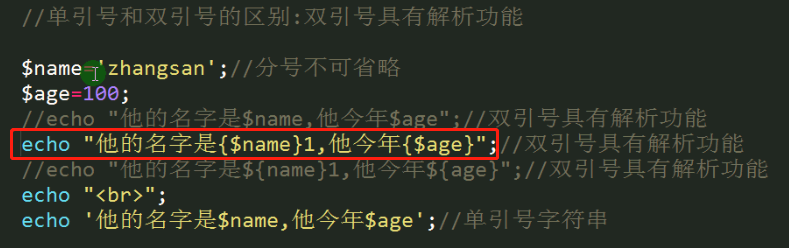 //单引号和双引号的区别:双引号具有解析功能
$name='zhangsan';//分号不可省略
$age=100;
//echo "他的名字是$name,他今年$age";//双引号具有解析功能
echo "他的名字是{$name}1,他今年{$age}";//双引号具有解析功能
//echo "他的名字是${name}1,他今年${age}";//双引号具有解析功能
echo "<br>";
echo '他的名字是$name,他今年$age';//单引号字符串